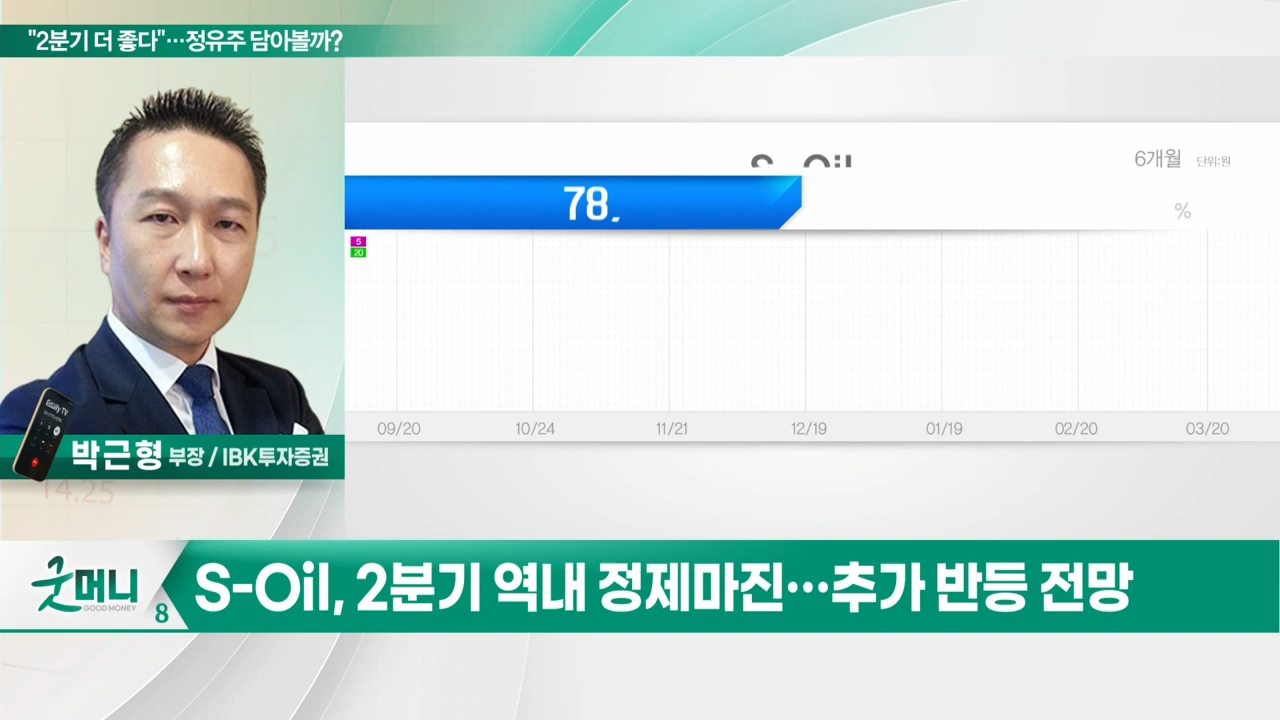 "2분기 더 좋다"…정유주 담아볼까?
S-Oil
6개월 단위:원
78,
%
5
20
09/20 10/24 11/21 12/19 01/19 02/20 03/20
Edaily TV
박근형 부장 / IBK투자증권
14.25
굿머니
GOOD MONEY
8
S-Oil, 2분기 역내 정제마진…추가 반등 전망